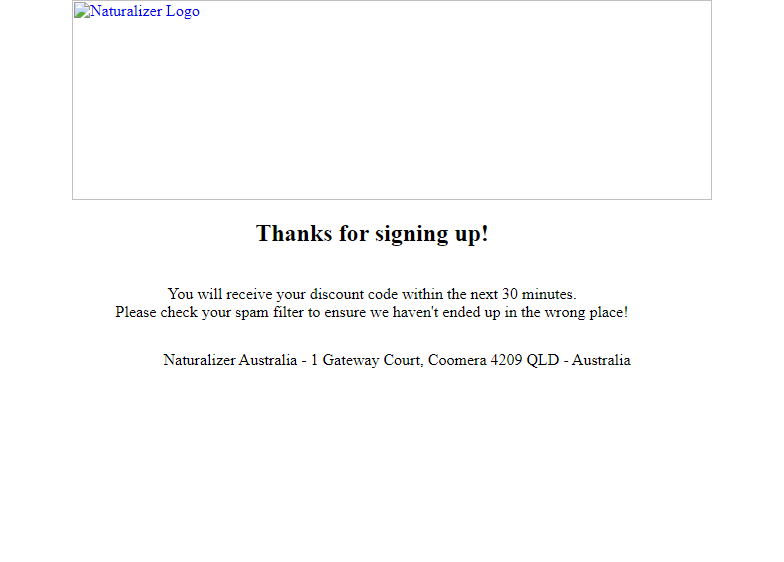 Naturalizer Logo
Thanks for signing up!
You will receive your discount code within the next 30 minutes.
Please check your spam filter to ensure we haven't ended up in the wrong place!
Naturalizer Australia - 1 Gateway Court, Coomera 4209 QLD - Australia